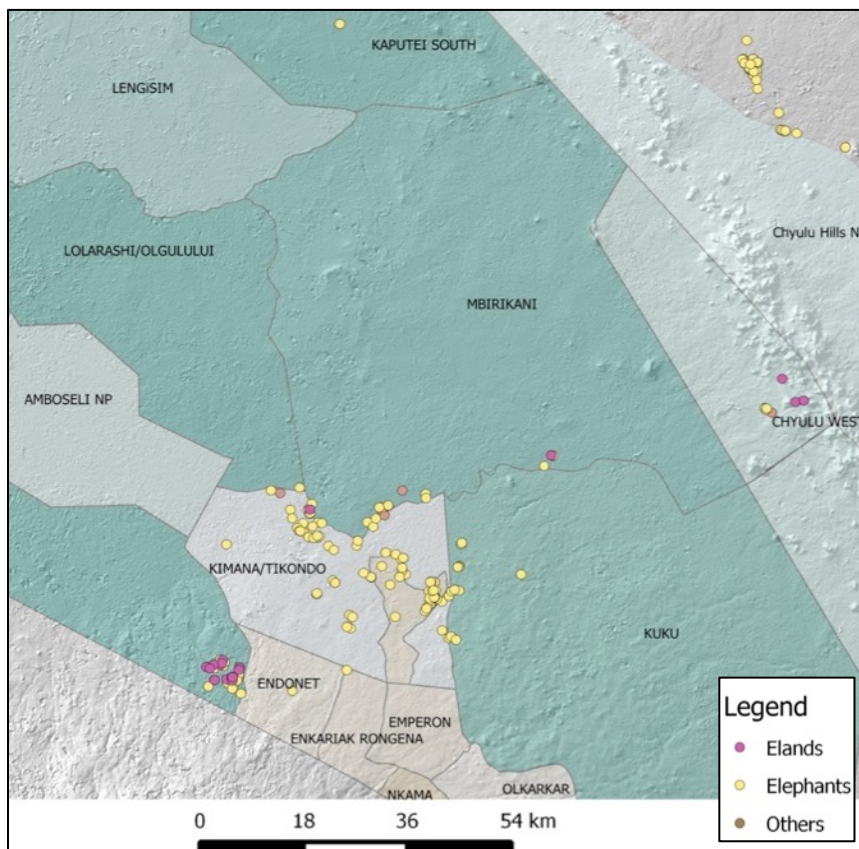 KAPUTEI SOUTH
LENGiSIM
Chyulu Hills N
LOLARASHI/OLGULULUI
MBIRIKANI
AMBOSELI NP
CHYULU WEST
KIMANA/TIKONDO
KUKU
ENDONET
EMPERON
ENKARIAK RONGENA
OLKARKAR
NKAMA
Legend
Elands
Elephants
Others
0 18 36 54 km